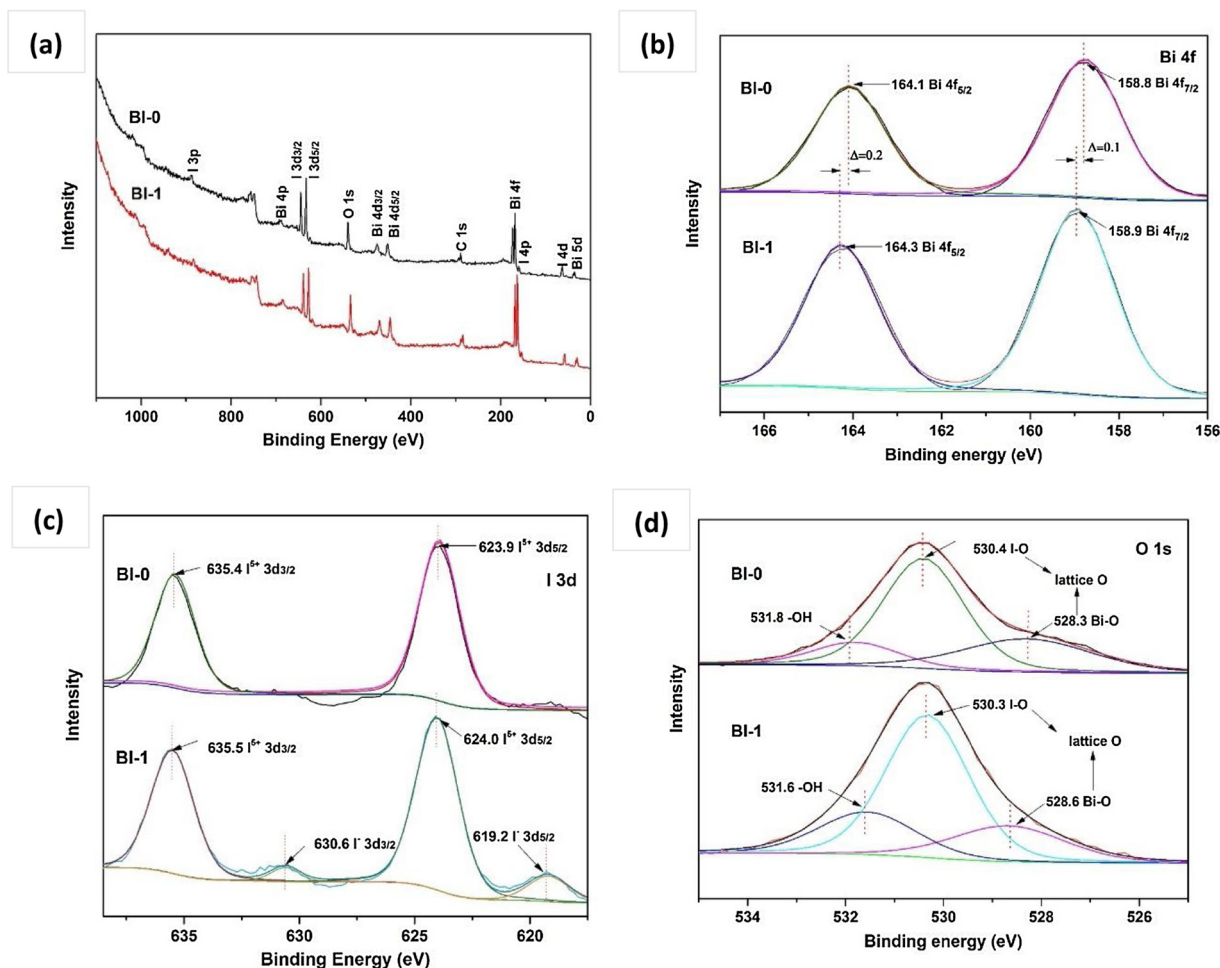 (a)
BI-0
BI-1
I 3p
Bi 4p
I 3d3/2
I 3d5/2
O 1s
Bi 4d3/2
Bi 4d5/2
C 1s
Bi 4f
I 4p
I 4d
Bi 5d
Intensity
1000 800 600 400 200 0
Binding Energy (eV)
(b)
Bi 4f
BI-0
164.1 Bi 4f5/2
158.8 Bi 4f7/2
Δ=0.2
Δ=0.1
BI-1
164.3 Bi 4f5/2
158.9 Bi 4f7/2
Intensity
166 164 162 160 158 156
Binding energy (eV)
(c)
I 3d
BI-0
635.4 I⁵⁺ 3d3/2
623.9 I⁵⁺ 3d5/2
BI-1
635.5 I⁵⁺ 3d3/2
624.0 I⁵⁺ 3d5/2
630.6 I⁻ 3d3/2
619.2 I⁻ 3d5/2
Intensity
635 630 625 620
Binding Energy (eV)
(d)
O 1s
BI-0
530.4 I-O
lattice O
531.8 -OH
528.3 Bi-O
BI-1
530.3 I-O
lattice O
531.6 -OH
528.6 Bi-O
Intensity
534 532 530 528 526
Binding energy (eV)